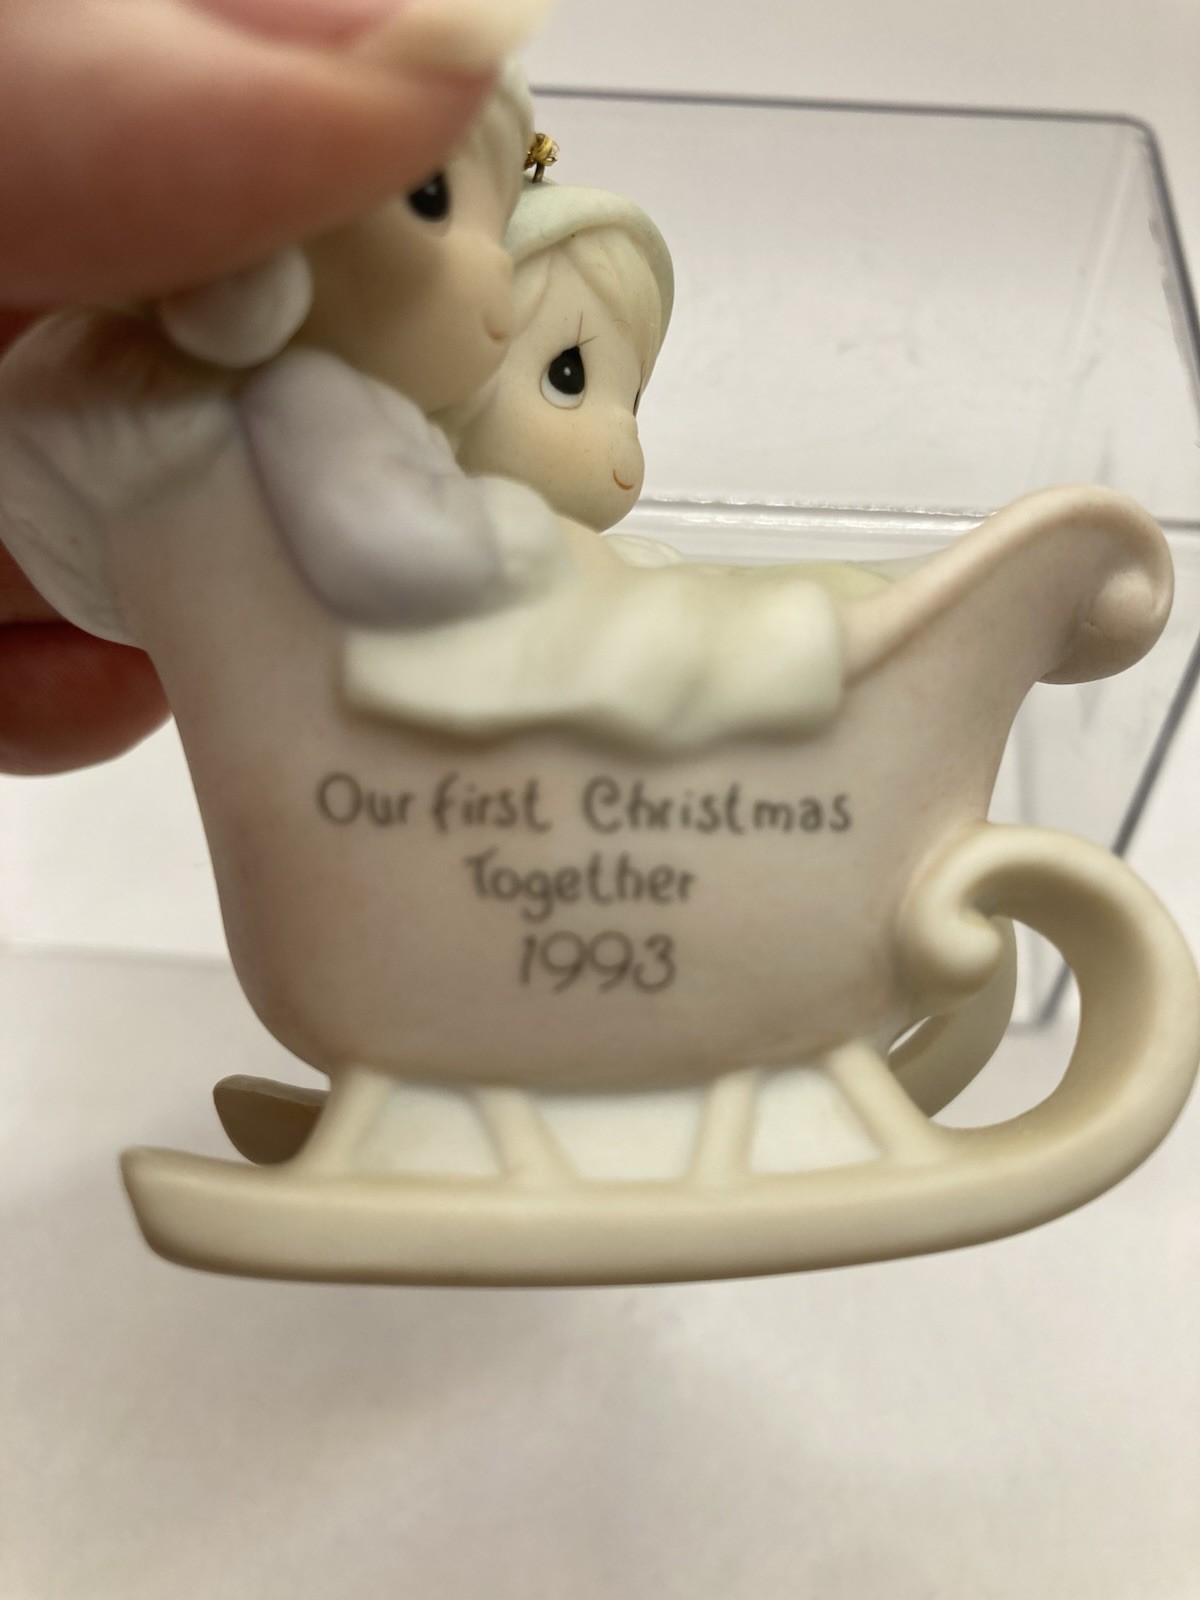 Our first Christmas
Together
1993